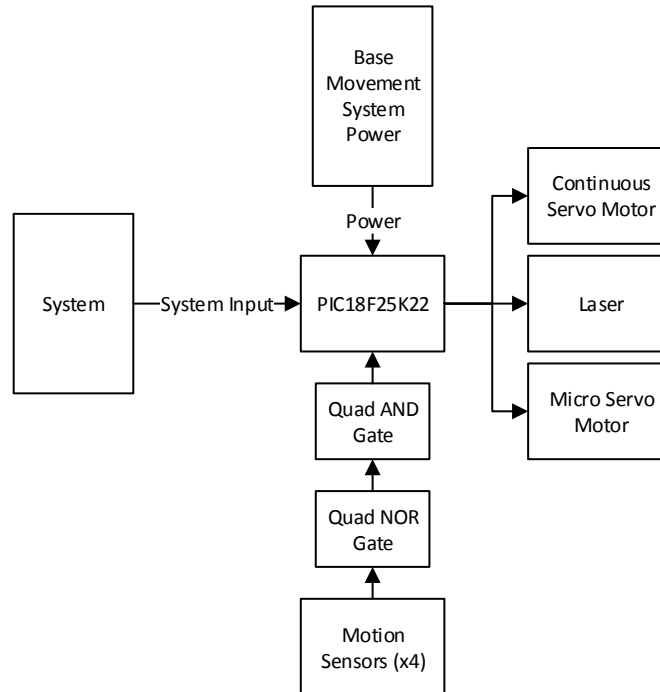 Base
Movement
System
Power
Continuous
Servo Motor
Power
System
System Input
PIC18F25K22
Laser
Quad AND
Gate
Micro Servo
Motor
Quad NOR
Gate
Motion
Sensors (x4)